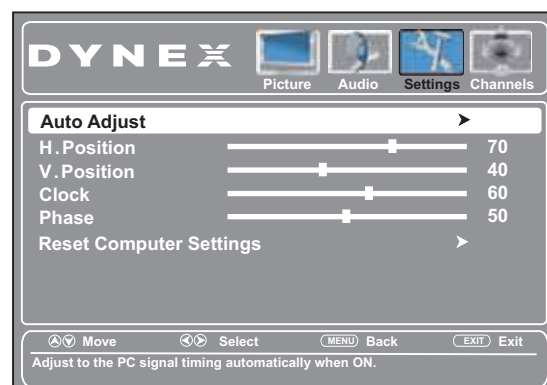 DYNEX
Picture Audio Settings Channels
Auto Adjust
H.Position 70
V.Position 40
Clock 60
Phase 50
Reset Computer Settings
Move Select MENU Back EXIT Exit
Adjust to the PC signal timing automatically when ON.